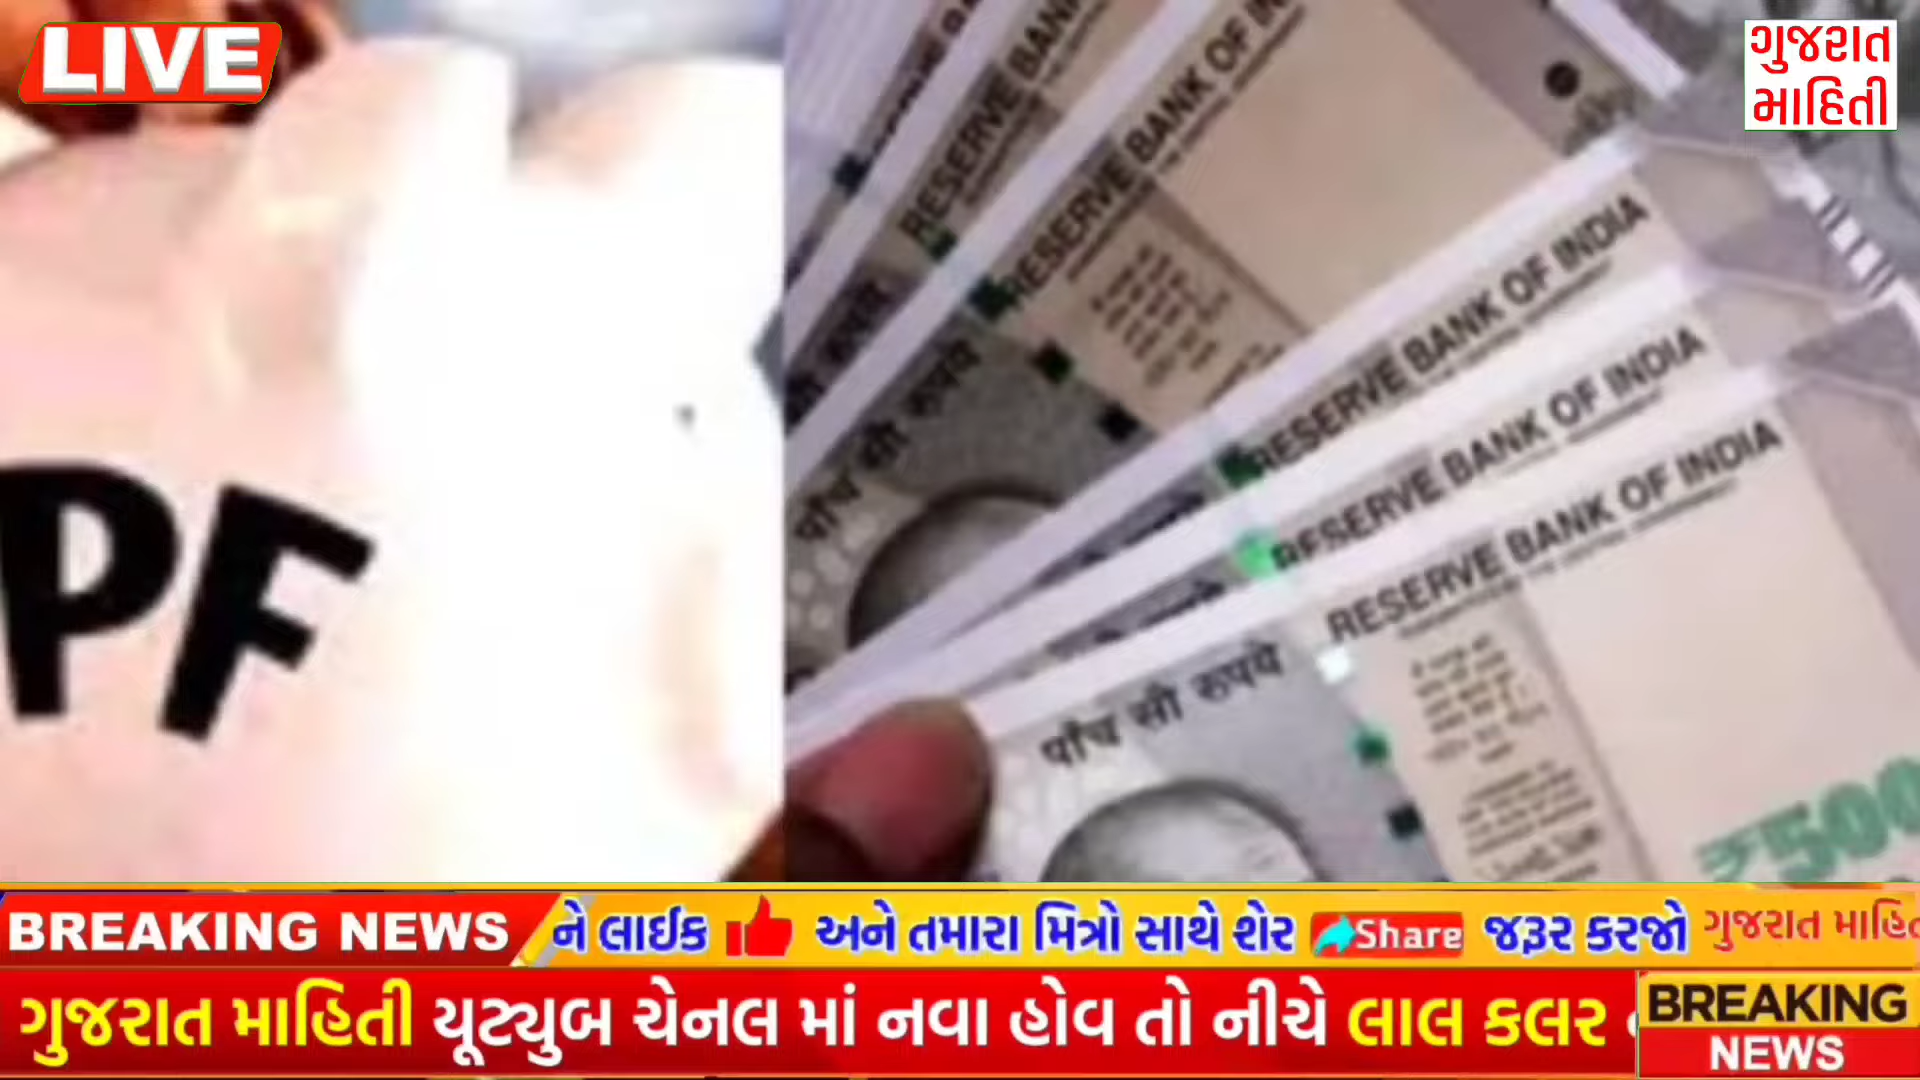 LIVE
ગુજરાત
માહિતી
PF
RESERVE BANK
RESERVE BANK OF IN
RESERVE BANK OF INDIA
RESERVE BANK OF INDIA
RESERVE BANK OF INDIA
पाँच सौ रुपये
पाँच सौ रुपये
₹500
BREAKING NEWS
ને લાઈક
અને તમારા મિત્રો સાથે શેર
Share
જરૂર કરજો
ગુજરાત માહિત
ગુજરાત માહિતી યૂટ્યુબ ચેનલ માં નવા હોવ તો નીચે લાલ કલર
BREAKING
NEWS